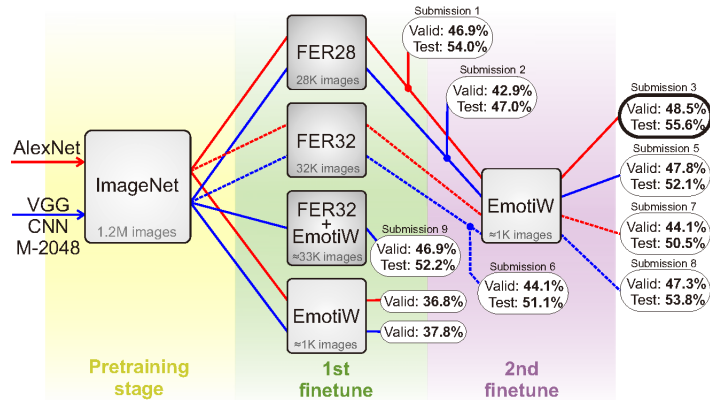 AlexNet
VGG
CNN
M-2048
ImageNet
1.2M images
FER28
28K images
FER32
32K images
FER32
+
EmotiW
≈33K images
EmotiW
≈1K images
Submission 1
Valid: 46.9%
Test: 54.0%
Submission 2
Valid: 42.9%
Test: 47.0%
Submission 9
Valid: 46.9%
Test: 52.2%
Valid: 36.8%
Valid: 37.8%
Submission 6
Valid: 44.1%
Test: 51.1%
EmotiW
≈1K images
Submission 3
Valid: 48.5%
Test: 55.6%
Submission 5
Valid: 47.8%
Test: 52.1%
Submission 7
Valid: 44.1%
Test: 50.5%
Submission 8
Valid: 47.3%
Test: 53.8%
Pretraining
stage
1st
finetune
2nd
finetune